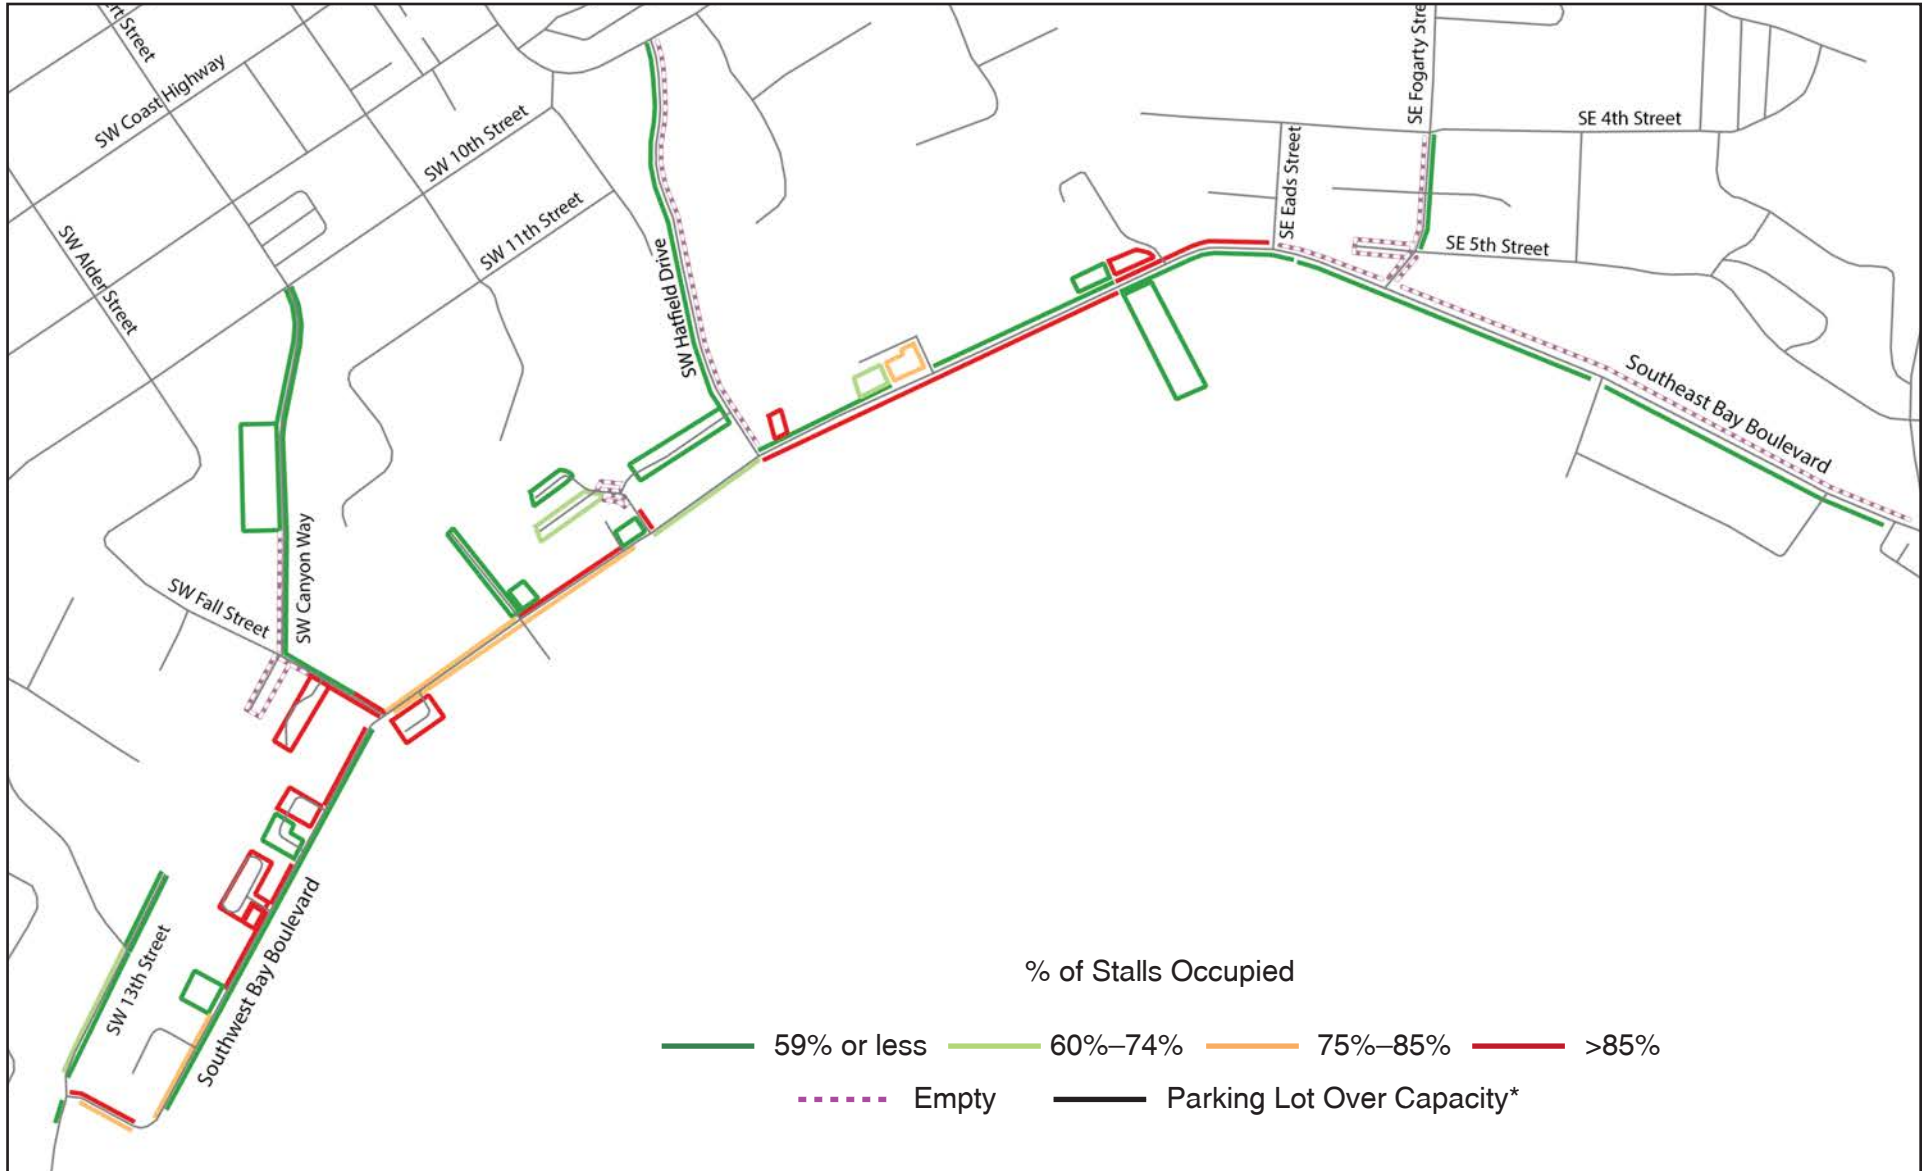 SW Coast Highway
SW 10th Street
SW 11th Street
SW Alder Street
SW Hatfield Drive
SE Fogarty Stre
SE 4th Street
SE Eads Street
SE 5th Street
Southeast Bay Boulevard
SW Canyon Way
SW Fall Street
SW 13th Street
Southwest Bay Boulevard
% of Stalls Occupied
59% or less 60%–74% 75%–85% >85%
Empty Parking Lot Over Capacity*